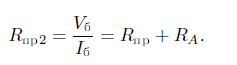 R_{пр2} = \frac{V_б}{I_б} = R_{пр} + R_A.